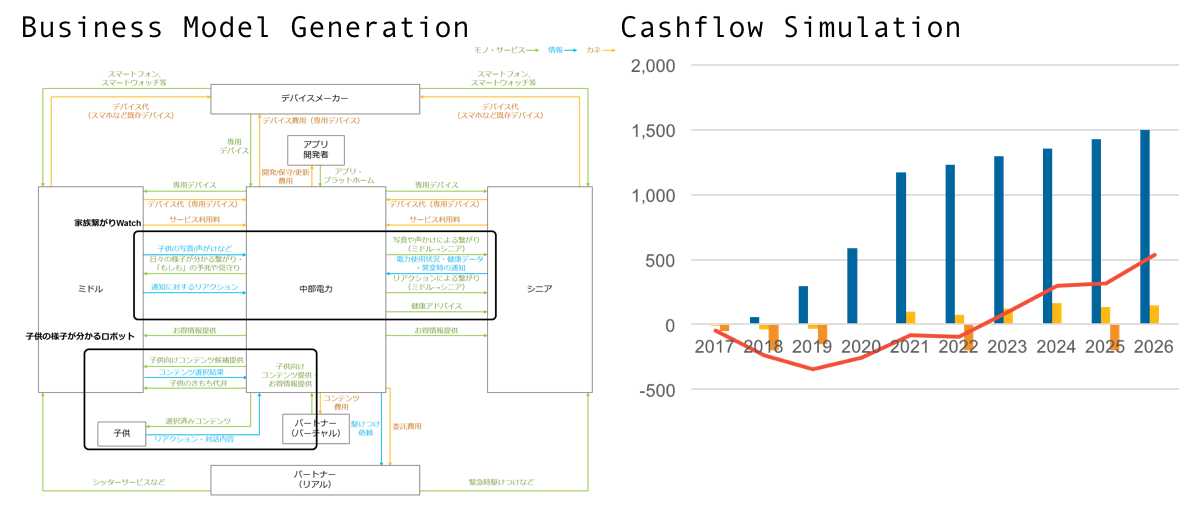 Business Model Generation
モノ・サービス
情報
カネ
スマートフォン,
スマートウォッチ等
スマートフォン,
スマートウォッチ等
デバイスメーカー
デバイス代
（スマホなど既存デバイス）
デバイス費用（専用デバイス）
デバイス代
（スマホなど既存デバイス）
専用
デバイス
アプリ
開発者
開発/保守/更新
費用
アプリ・
プラットホーム
専用デバイス
専用デバイス
デバイス代（専用デバイス）
デバイス代（専用デバイス）
家族繋がりWatch
サービス利用料
サービス利用料
子供の写真/声がけなど
写真や声かけによる繋がり
（ミドル→シニア）
日々の様子が分かる繋がり・
「もしも」の予兆や見守り
電力使用状況・健康データ
・異変時の通知
通知に対するリアクション
リアクションによる繋がり
（ミドル→シニア）
ミドル
中部電力
シニア
健康アドバイス
子供の様子が分かるロボット
お得情報提供
お得情報提供
子供向けコンテンツ候補提供
コンテンツ選択結果
子供のきもち代弁
子供向け
コンテンツ提供
お得情報提供
コンテンツ
費用
選択済みコンテンツ
子供
リアクション・対話内容
パートナー
（バーチャル）
駆けつけ
依頼
委託費用
パートナー
（リアル）
シッターサービスなど
緊急時駆けつけなど
Cashflow Simulation
2,000
1,500
1,000
500
0
-500
2017 2018 2019 2020 2021 2022 2023 2024 2025 2026